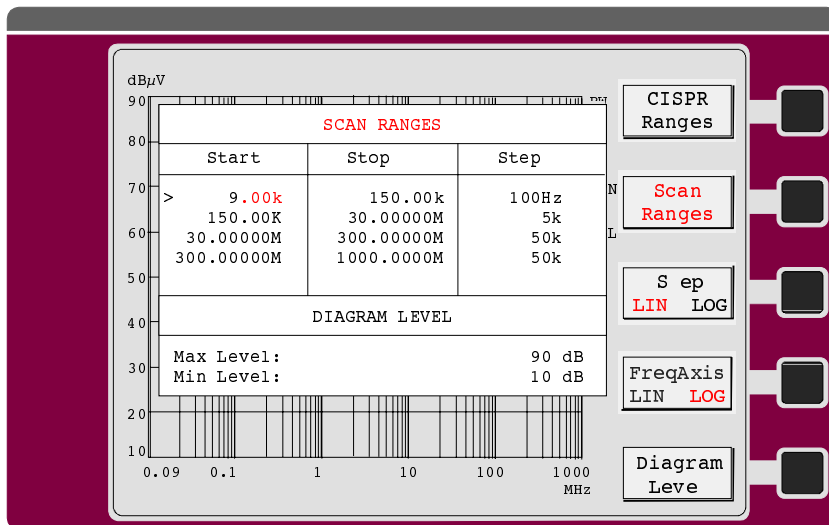 dBµV
90
80
70
60
50
40
30
20
10
SCAN RANGES
Start Stop Step
> 9.00k 150.00k 100Hz
150.00K 30.00000M 5k
30.00000M 300.00000M 50k
300.00000M 1000.0000M 50k
DIAGRAM LEVEL
Max Level: 90 dB
Min Level: 10 dB
N
L
0.09 0.1 1 10 100 1000
MHz
CISPR
Ranges
Scan
Ranges
S ep
LIN LOG
FreqAxis
LIN LOG
Diagram
Leve